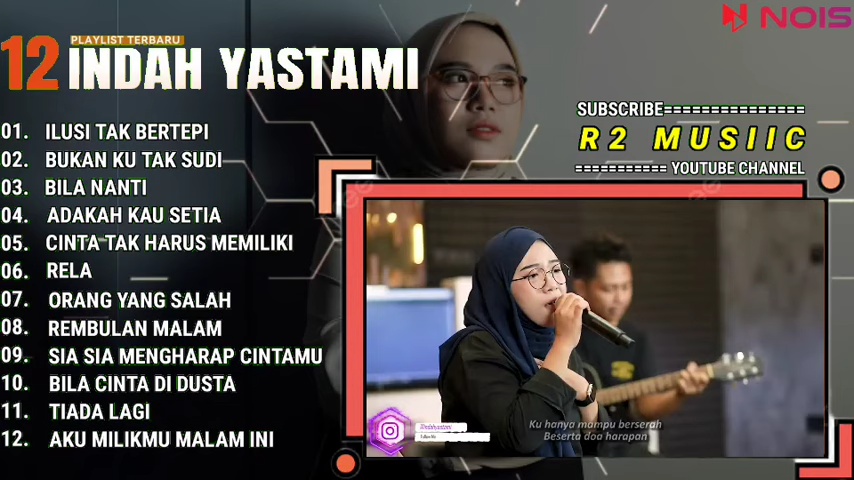 NOIS
PLAYLIST TERBARU
12 INDAH YASTAMI
SUBSCRIBE===============
R2 MUSIIC
=========== YOUTUBE CHANNEL
01. ILUSI TAK BERTEPI
02. BUKAN KU TAK SUDI
03. BILA NANTI
04. ADAKAH KAU SETIA
05. CINTA TAK HARUS MEMILIKI
06. RELA
07. ORANG YANG SALAH
08. REMBULAN MALAM
09. SIA SIA MENGHARAP CINTAMU
10. BILA CINTA DI DUSTA
11. TIADA LAGI
12. AKU MILIKMU MALAM INI
Ku hanya mampu berserah
Beserta doa harapan